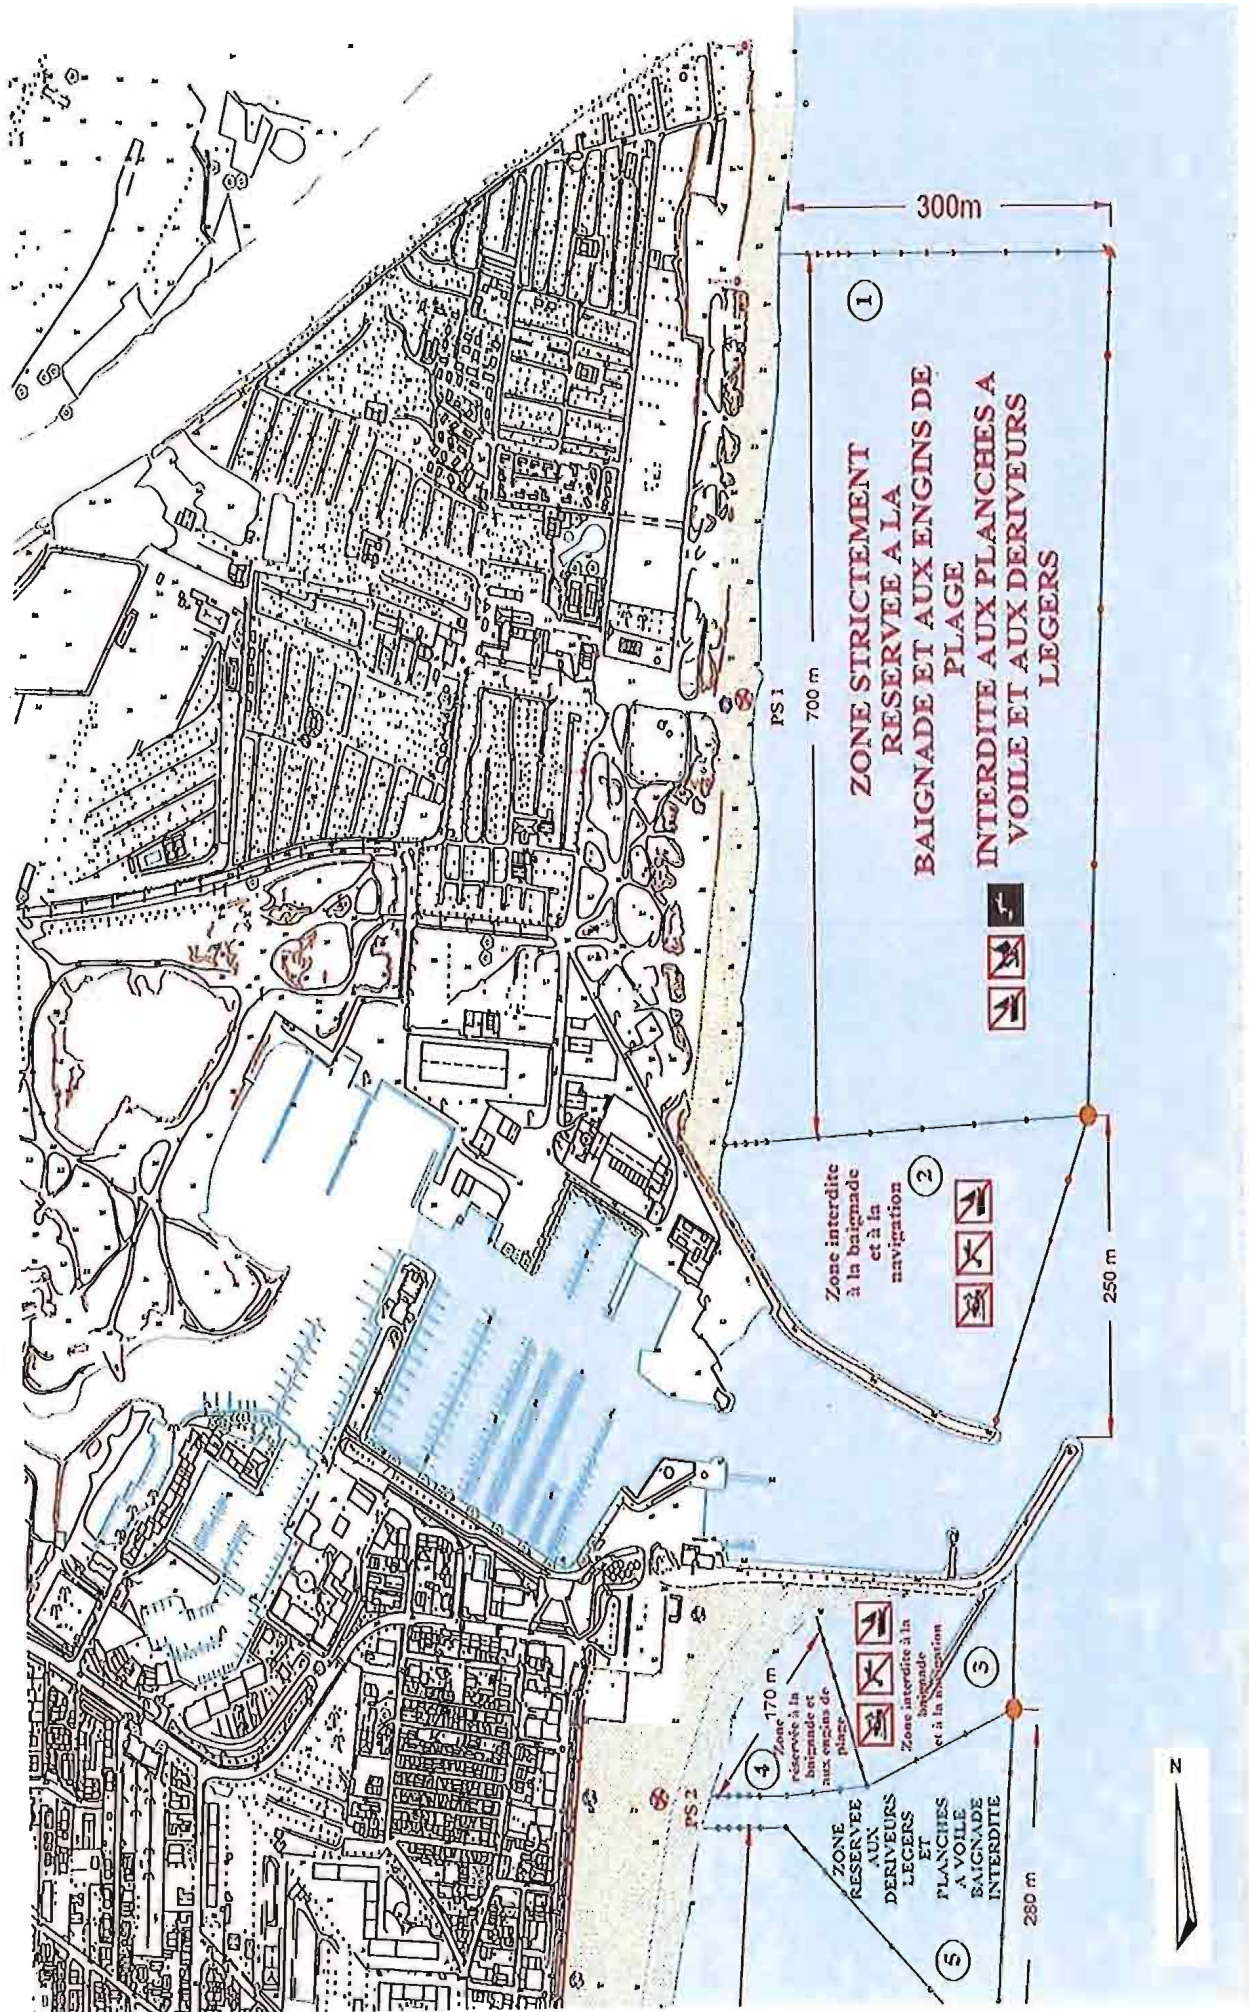 300m
1
700 m
ZONE STRICTEMENT
RESERVEE A LA
BAIGNADE ET AUX ENGINS DE
PLAGE
INTERDITE AUX PLANCHES A
VOILE ET AUX DERIVEURS
LEGERS
PS 1
Zone interdite
à la baignade
et à la
navigation
2
250 m
Zone interdite à la
baignade
et à la navigation
3
170 m
Zone
réservée à la
baignade et
aux engins de
plage
4
PS 2
ZONE
RESERVEE
AUX
DERIVEURS
LEGERS
ET
PLANCHES
A VOILE
BAIGNADE
INTERDITE
5
280 m
N